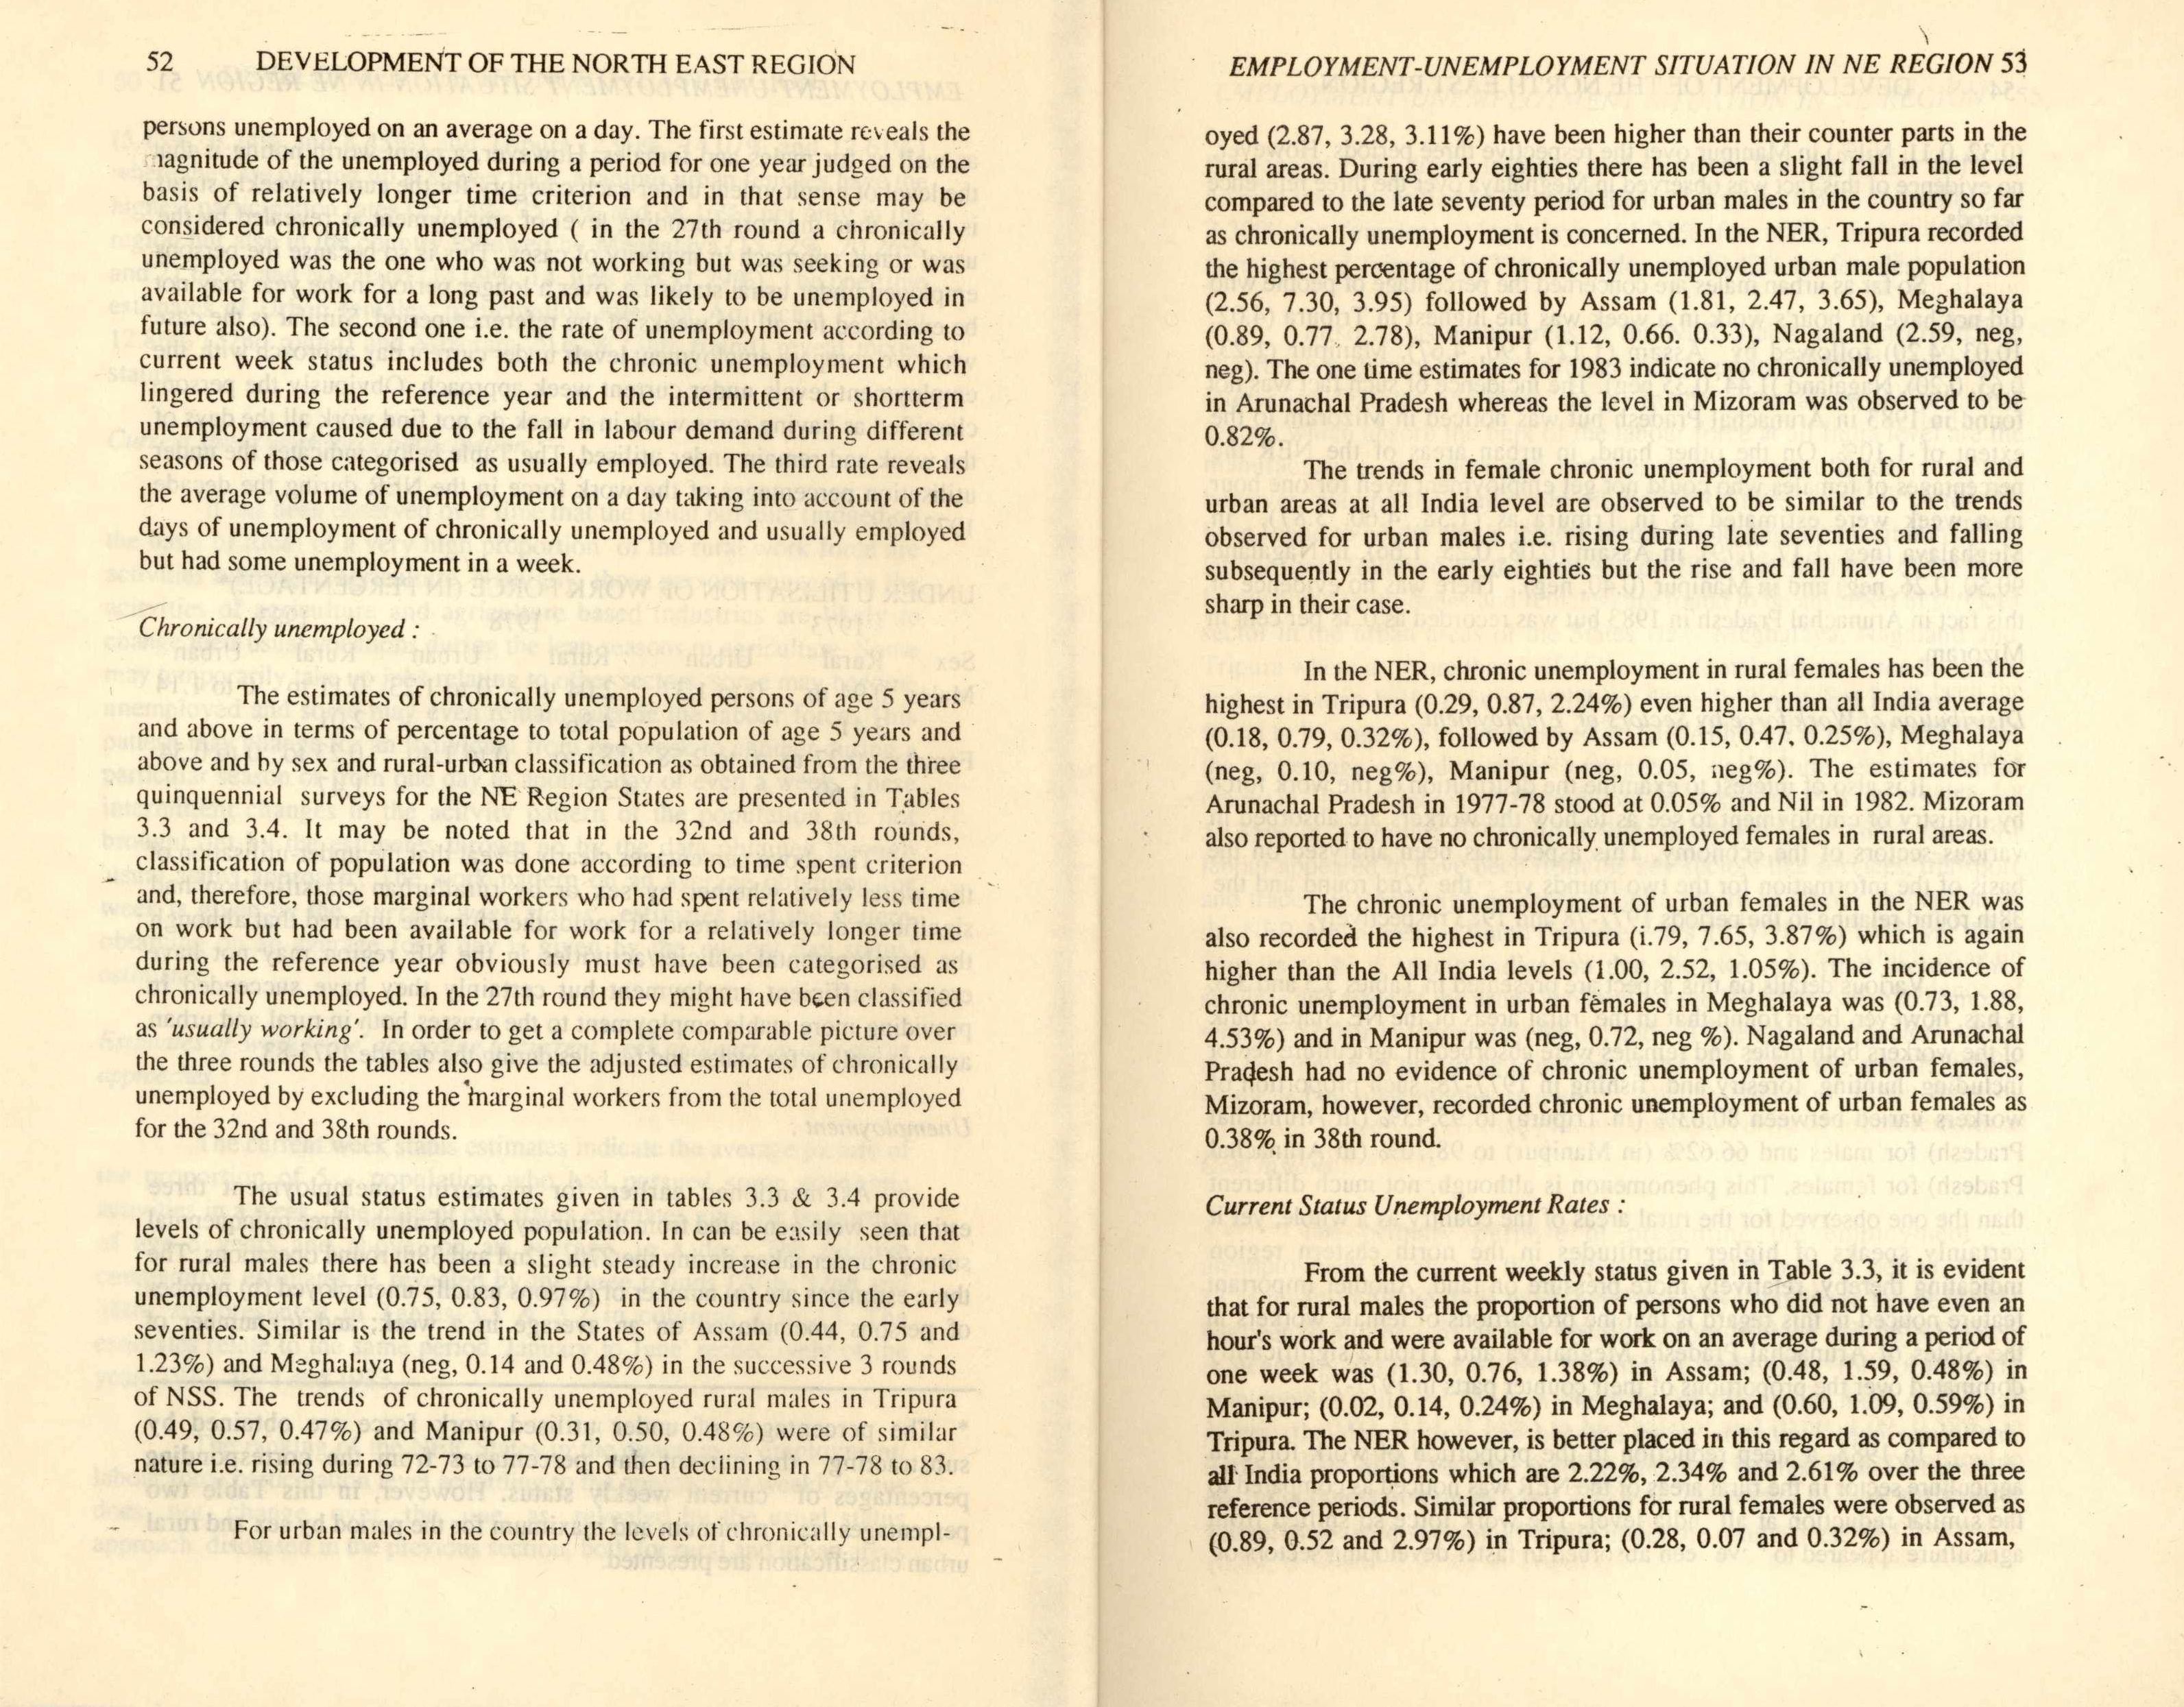 52 DEVELOPMENT OF THE NORTH EAST REGION
persons unemployed on an average on a day. The first estimate reveals the
magnitude of the unemployed during a period for one year judged on the
basis of relatively longer time criterion and in that sense may be
considered chronically unemployed ( in the 27th round a chronically
unemployed was the one who was not working but was seeking or was
available for work for a long past and was likely to be unemployed in
future also). The second one i.e. the rate of unemployment according to
current week status includes both the chronic unemployment which
lingered during the reference year and the intermittent or shortterm
unemployment caused due to the fall in labour demand during different
seasons of those categorised as usually employed. The third rate reveals
the average volume of unemployment on a day taking into account of the
days of unemployment of chronically unemployed and usually employed
but had some unemployment in a week.
Chronically unemployed :
The estimates of chronically unemployed persons of age 5 years
and above in terms of percentage to total population of age 5 years and
above and by sex and rural-urban classification as obtained from the three
quinquennial surveys for the NE Region States are presented in Tables
3.3 and 3.4. It may be noted that in the 32nd and 38th rounds,
classification of population was done according to time spent criterion
and, therefore, those marginal workers who had spent relatively less time
on work but had been available for work for a relatively longer time
during the reference year obviously must have been categorised as
chronically unemployed. In the 27th round they might have been classified
as 'usually working'. In order to get a complete comparable picture over
the three rounds the tables also give the adjusted estimates of chronically
unemployed by excluding the marginal workers from the total unemployed
for the 32nd and 38th rounds.
The usual status estimates given in tables 3.3 & 3.4 provide
levels of chronically unemployed population. In can be easily seen that
for rural males there has been a slight steady increase in the chronic
unemployment level (0.75, 0.83, 0.97%) in the country since the early
seventies. Similar is the trend in the States of Assam (0.44, 0.75 and
1.23%) and Meghalaya (neg, 0.14 and 0.48%) in the successive 3 rounds
of NSS. The trends of chronically unemployed rural males in Tripura
(0.49, 0.57, 0.47%) and Manipur (0.31, 0.50, 0.48%) were of similar
nature i.e. rising during 72-73 to 77-78 and then declining in 77-78 to 83.
For urban males in the country the levels of chronically unempl-
EMPLOYMENT-UNEMPLOYMENT SITUATION IN NE REGION 53
oyed (2.87, 3.28, 3.11%) have been higher than their counter parts in the
rural areas. During early eighties there has been a slight fall in the level
compared to the late seventy period for urban males in the country so far
as chronically unemployment is concerned. In the NER, Tripura recorded
the highest percentage of chronically unemployed urban male population
(2.56, 7.30, 3.95) followed by Assam (1.81, 2.47, 3.65), Meghalaya
(0.89, 0.77, 2.78), Manipur (1.12, 0.66. 0.33), Nagaland (2.59, neg,
neg). The one time estimates for 1983 indicate no chronically unemployed
in Arunachal Pradesh whereas the level in Mizoram was observed to be
0.82%.
The trends in female chronic unemployment both for rural and
urban areas at all India level are observed to be similar to the trends
observed for urban males i.e. rising during late seventies and falling
subsequently in the early eighties but the rise and fall have been more
sharp in their case.
In the NER, chronic unemployment in rural females has been the
highest in Tripura (0.29, 0.87, 2.24%) even higher than all India average
(0.18, 0.79, 0.32%), followed by Assam (0.15, 0.47, 0.25%), Meghalaya
(neg, 0.10, neg%), Manipur (neg, 0.05, neg%). The estimates for
Arunachal Pradesh in 1977-78 stood at 0.05% and Nil in 1982. Mizoram
also reported to have no chronically unemployed females in rural areas.
The chronic unemployment of urban females in the NER was
also recorded the highest in Tripura (i.79, 7.65, 3.87%) which is again
higher than the All India levels (1.00, 2.52, 1.05%). The incidence of
chronic unemployment in urban females in Meghalaya was (0.73, 1.88,
4.53%) and in Manipur was (neg, 0.72, neg %). Nagaland and Arunachal
Pradesh had no evidence of chronic unemployment of urban females,
Mizoram, however, recorded chronic unemployment of urban females as
0.38% in 38th round.
Current Status Unemployment Rates :
From the current weekly status given in Table 3.3, it is evident
that for rural males the proportion of persons who did not have even an
hour's work and were available for work on an average during a period of
one week was (1.30, 0.76, 1.38%) in Assam; (0.48, 1.59, 0.48%) in
Manipur; (0.02, 0.14, 0.24%) in Meghalaya; and (0.60, 1.09, 0.59%) in
Tripura. The NER however, is better placed in this regard as compared to
all India proportions which are 2.22%, 2.34% and 2.61% over the three
reference periods. Similar proportions for rural females were observed as
(0.89, 0.52 and 2.97%) in Tripura; (0.28, 0.07 and 0.32%) in Assam,